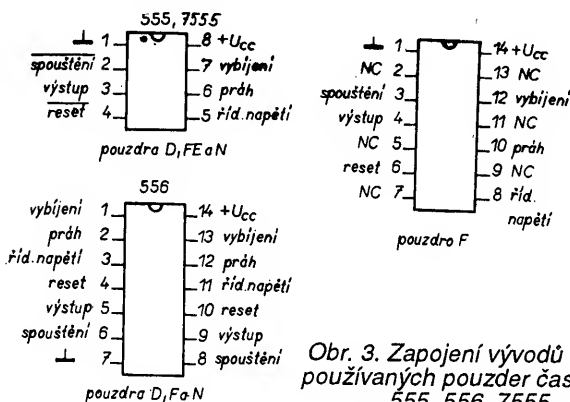 555, 7555
1 8 +Ucc
spouštění 2 7 vybíjení
výstup 3 6 práh
reset 4 5 říd. napětí
pouzdra D, FE a N
556
vybíjení 1 14 +Ucc
práh 2 13 vybíjení
říd. napětí 3 12 práh
reset 4 11 říd. napětí
výstup 5 10 reset
spouštění 6 9 výstup
7 8 spouštění
pouzdra D, F a N
1 14 +Ucc
NC 2 13 NC
spouštění 3 12 vybíjení
výstup 4 11 NC
NC 5 10 práh
reset 6 9 NC
NC 7 8 říd.
napětí
pouzdro F
Obr. 3. Zapojení vývodů
používaných pouzder čas
555, 556, 7555